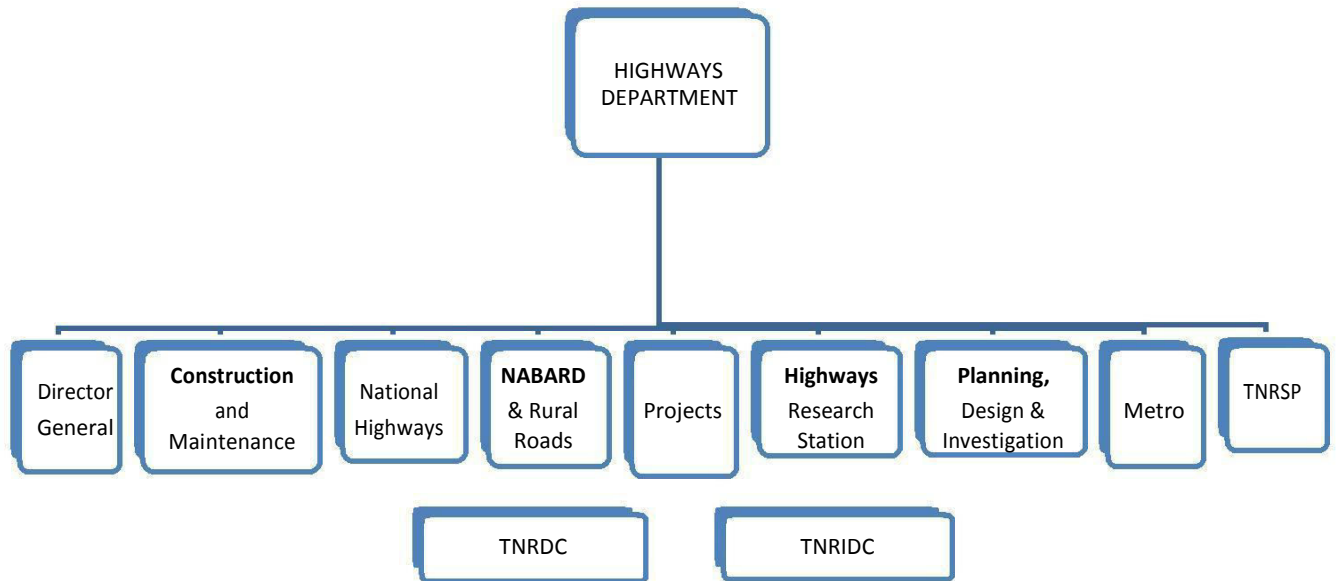 HIGHWAYS
DEPARTMENT
Director
General
Construction
and
Maintenance
National
Highways
NABARD
& Rural
Roads
Projects
Highways
Research
Station
Planning,
Design &
Investigation
Metro
TNRSP
TNRDC
TNRIDC